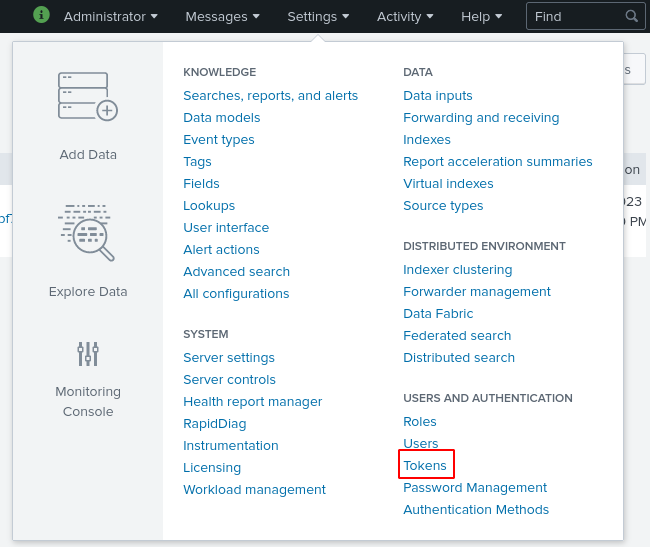 Administrator Messages Settings Activity Help Find
Add Data
Explore Data
Monitoring
Console
KNOWLEDGE
Searches, reports, and alerts
Data models
Event types
Tags
Fields
Lookups
User interface
Alert actions
Advanced search
All configurations
SYSTEM
Server settings
Server controls
Health report manager
RapidDiag
Instrumentation
Licensing
Workload management
DATA
Data inputs
Forwarding and receiving
Indexes
Report acceleration summaries
Virtual indexes
Source types
DISTRIBUTED ENVIRONMENT
Indexer clustering
Forwarder management
Data Fabric
Federated search
Distributed search
USERS AND AUTHENTICATION
Roles
Users
Tokens
Password Management
Authentication Methods
s
on
023
PM